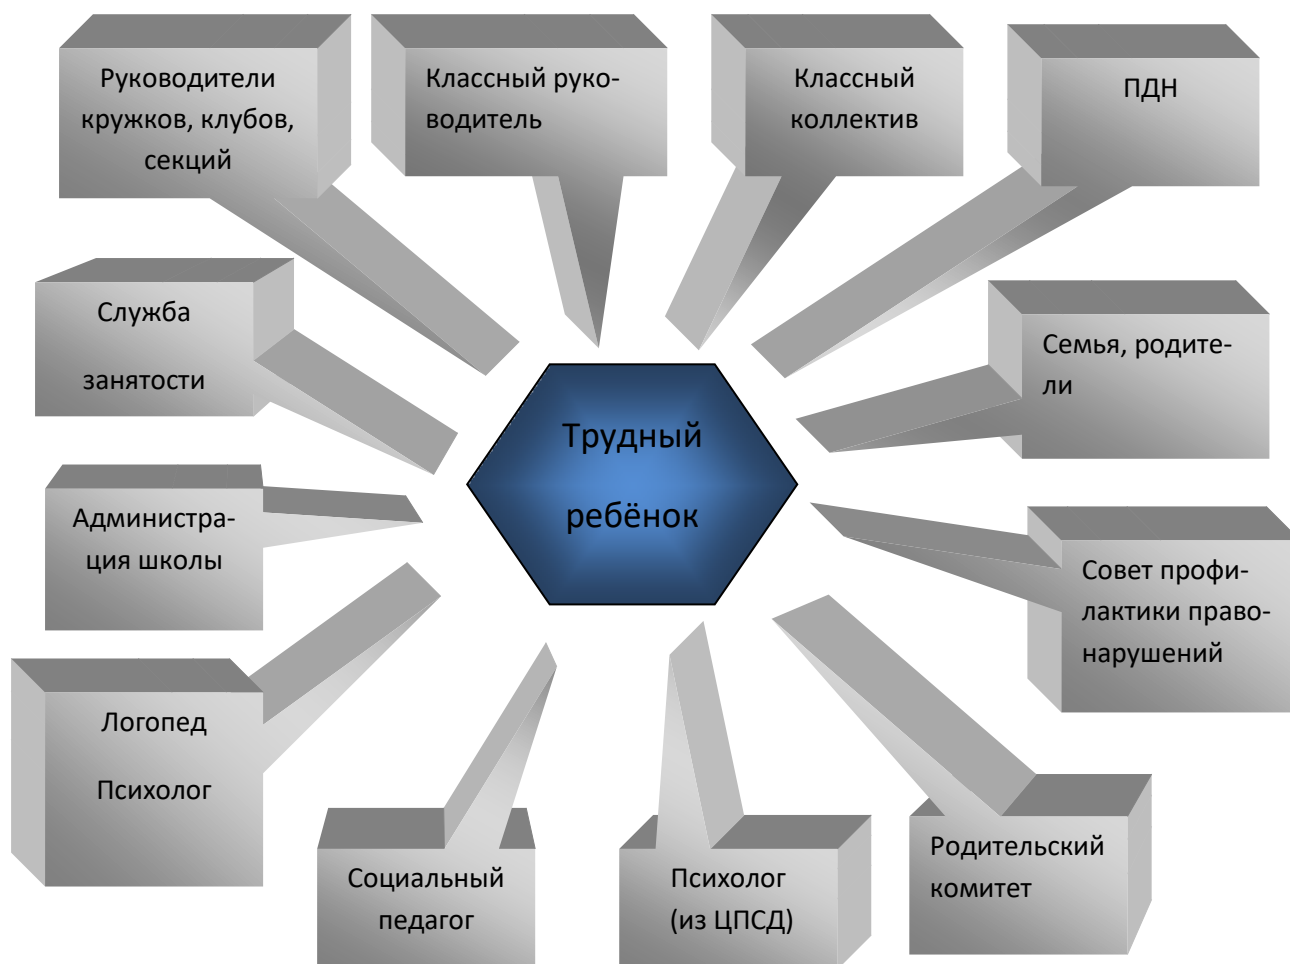 Руководители
кружков, клубов,
секций
Классный руко-
водитель
Классный
коллектив
ПДН
Служба
занятости
Семья, родите-
ли
Трудный
ребёнок
Администра-
ция школы
Совет профи-
лактики право-
нарушений
Логопед
Психолог
Социальный
педагог
Психолог
(из ЦПСД)
Родительский
комитет